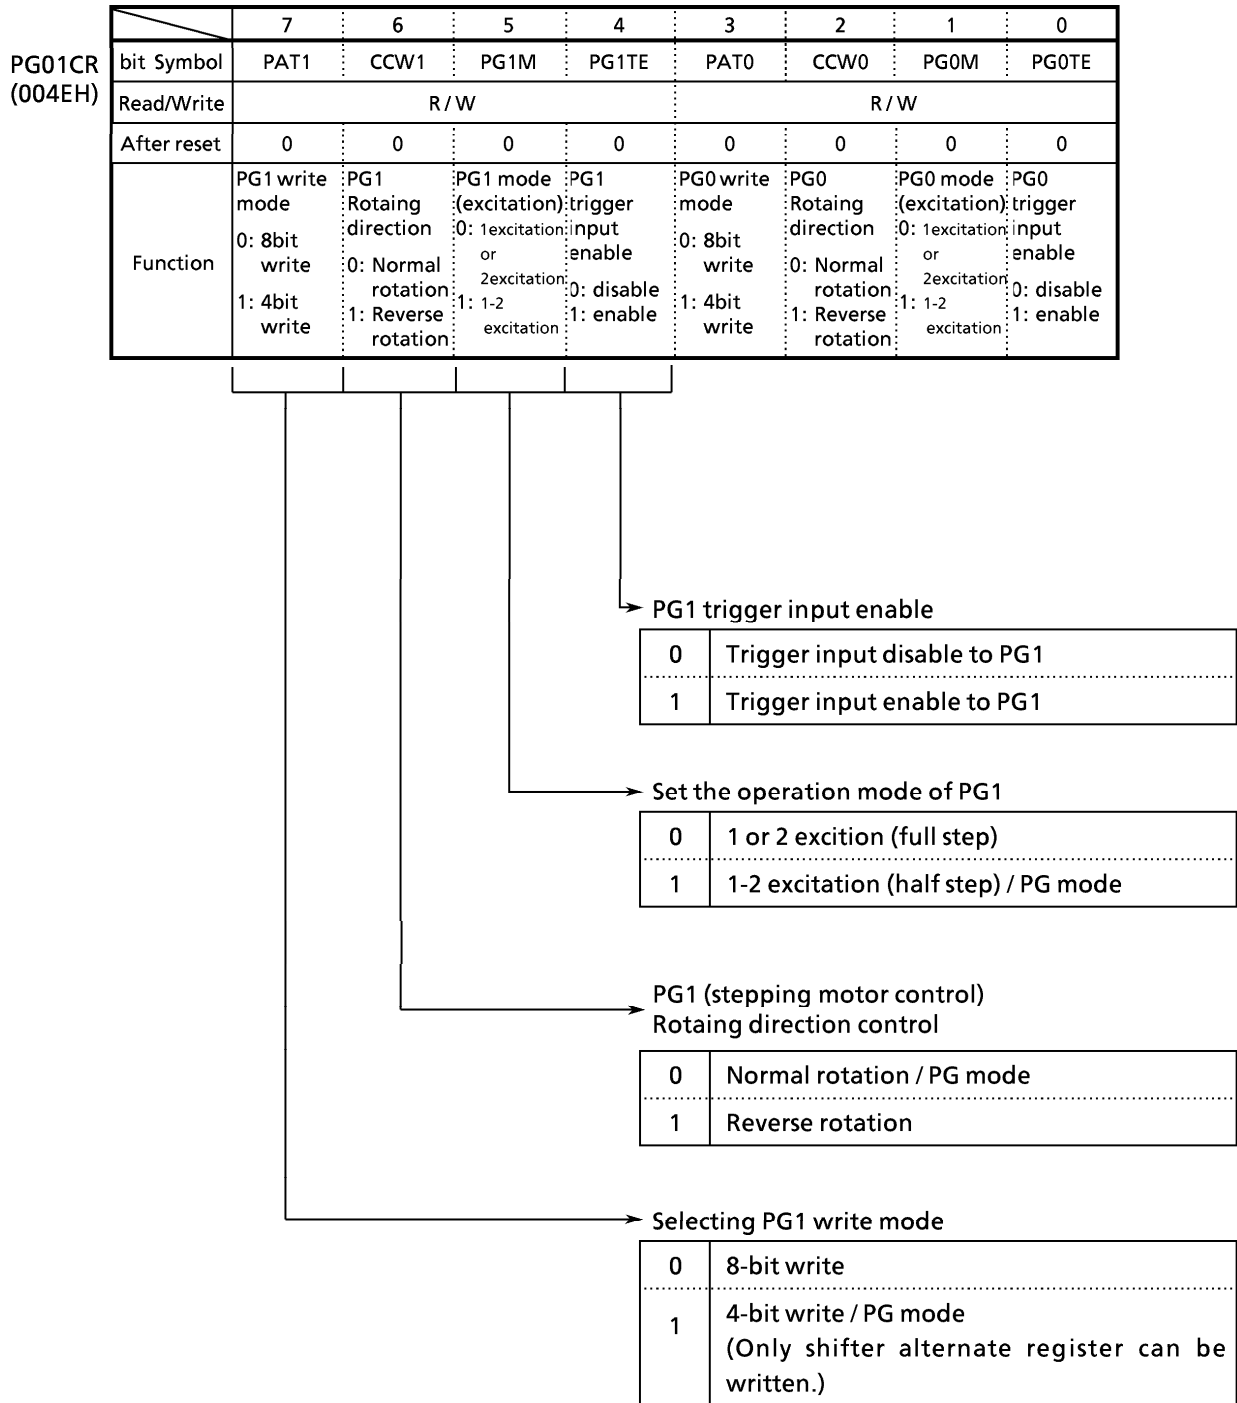 7 6 5 4 3 2 1 0
PG01CR
(004EH)
bit Symbol PAT1 CCW1 PG1M PG1TE PAT0 CCW0 PG0M PG0TE
Read/Write R / W R / W
After reset 0 0 0 0 0 0 0 0
Function
PG1 write
mode
0: 8bit
write
1: 4bit
write
PG1
Rotaing
direction
0: Normal
rotation
1: Reverse
rotation
PG1 mode
(excitation)
0: 1excitation
or
2excitation
1: 1-2
excitation
PG1
trigger
input
enable
0: disable
1: enable
PG0 write
mode
0: 8bit
write
1: 4bit
write
PG0
Rotaing
direction
0: Normal
rotation
1: Reverse
rotation
PG0 mode
(excitation)
0: 1excitation
or
2excitation
1: 1-2
excitation
PG0
trigger
input
enable
0: disable
1: enable
PG1 trigger input enable
0 Trigger input disable to PG1
1 Trigger input enable to PG1
Set the operation mode of PG1
0 1 or 2 excition (full step)
1 1-2 excitation (half step) / PG mode
PG1 (stepping motor control)
Rotaing direction control
0 Normal rotation / PG mode
1 Reverse rotation
Selecting PG1 write mode
0 8-bit write
1 4-bit write / PG mode
(Only shifter alternate register can be
written.)